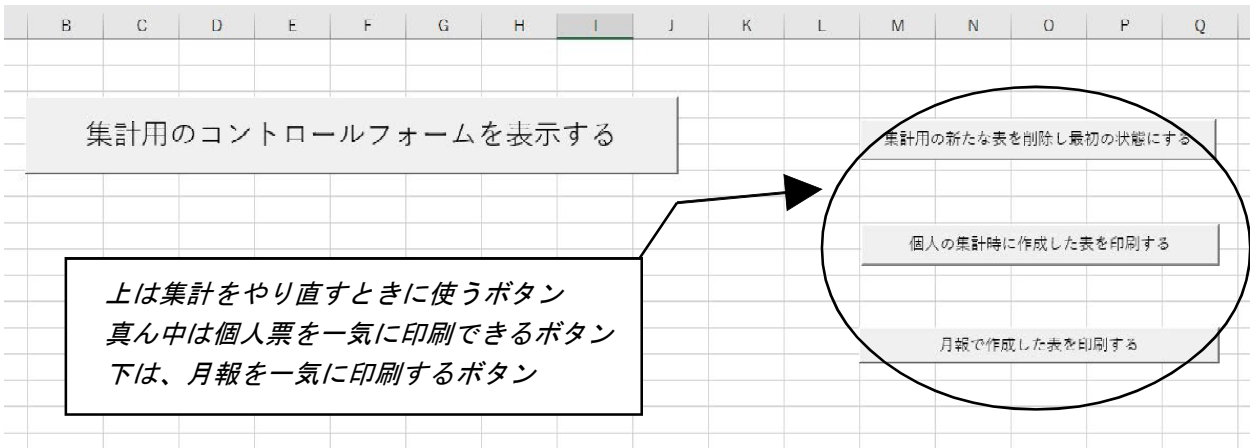 B C D E F G H I J K L M N O P Q
集計用のコントロールフォームを表示する
集計用の新たな表を削除し最初の状態にする
個人の集計時に作成した表を印刷する
上は集計をやり直すときに使うボタン
真ん中は個人票を一気に印刷できるボタン
下は、月報を一気に印刷するボタン
月報で作成した表を印刷する